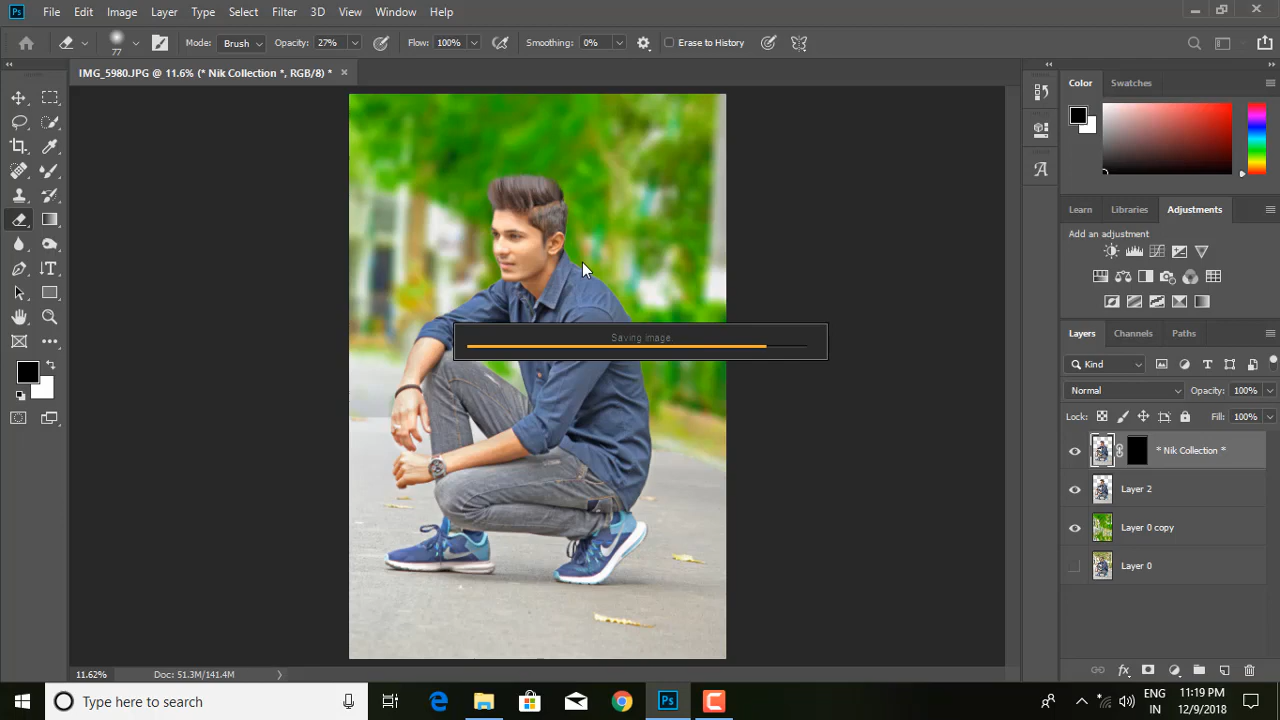 Ps File Edit Image Layer Type Select Filter 3D View Window Help
77 Mode: Brush Opacity: 27% Flow: 100% Smoothing: 0% Erase to History
IMG_5980.JPG @ 11.6% (* Nik Collection *, RGB/8) * ×
Color Swatches
Learn Libraries Adjustments
Add an adjustment
Saving image
Layers Channels Paths
Kind
Normal Opacity: 100%
Lock: Fill: 100%
* Nik Collection *
Layer 2
Layer 0 copy
Layer 0
11.62% Doc: 51.3M/141.4M
Type here to search
Ps
ENG
IN
11:19 PM
12/9/2018